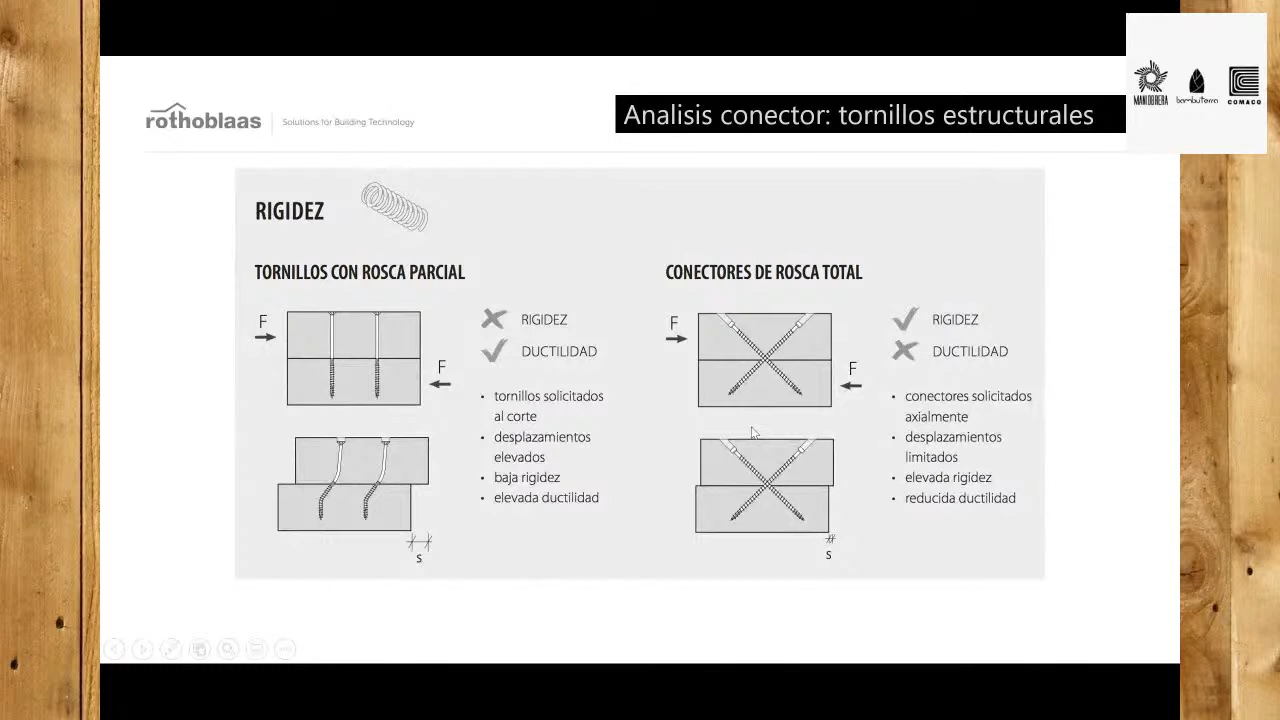 rothoblaas
Solutions for Building Technology
Analisis conector: tornillos estructurales
MANIOBRERA
bambuterra
COMACO
RIGIDEZ
TORNILLOS CON ROSCA PARCIAL
F
F
RIGIDEZ
DUCTILIDAD
• tornillos solicitados
al corte
• desplazamientos
elevados
• baja rigidez
• elevada ductilidad
s
CONECTORES DE ROSCA TOTAL
F
F
RIGIDEZ
DUCTILIDAD
• conectores solicitados
axialmente
• desplazamientos
limitados
• elevada rigidez
• reducida ductilidad
s